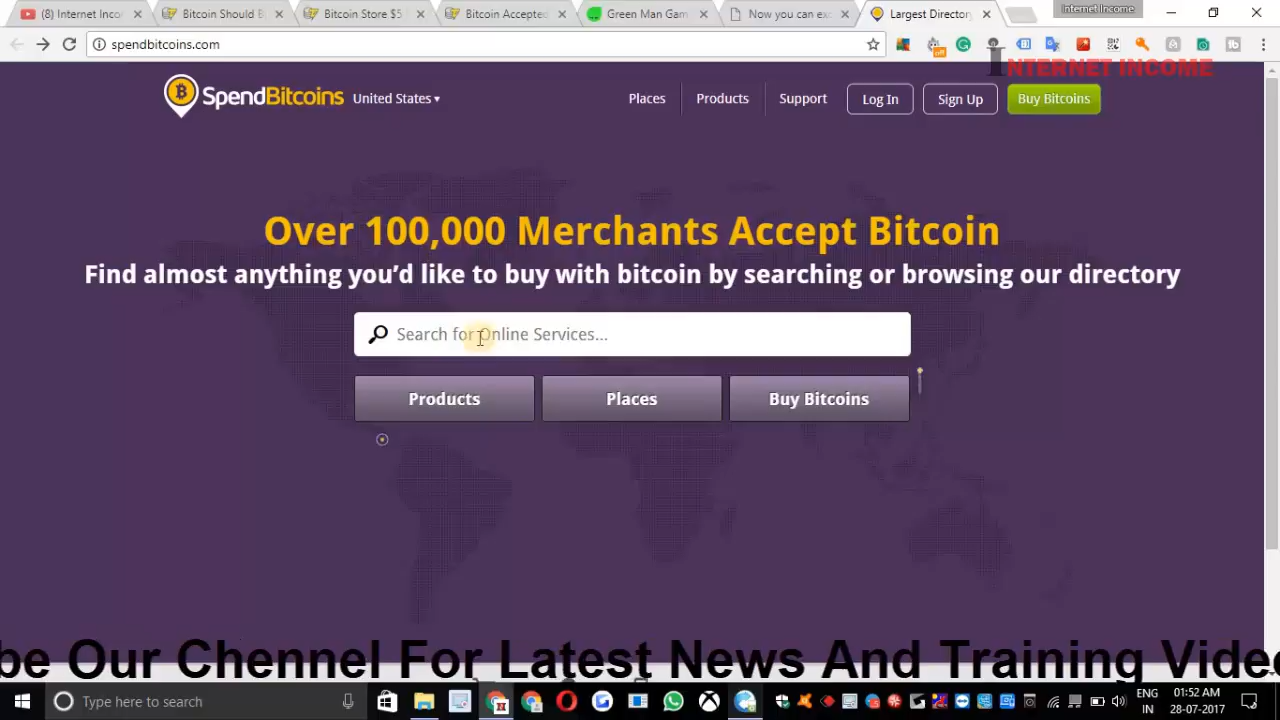 (8) Internet Inco
Bitcoin Should B
Bitcoin Store $5
Bitcoin Accepted
Green Man Gam
Now you can exc
Largest Directory
Internet Income
spendbitcoins.com
INTERNET INCOME
SpendBitcoins
United States
Places
Products
Support
Log In
Sign Up
Buy Bitcoins
Over 100,000 Merchants Accept Bitcoin
Find almost anything you'd like to buy with bitcoin by searching or browsing our directory
Search for Online Services...
Products
Places
Buy Bitcoins
be Our Chennel For Latest News And Training Vide
Type here to search
ENG
IN
01:52 AM
28-07-2017